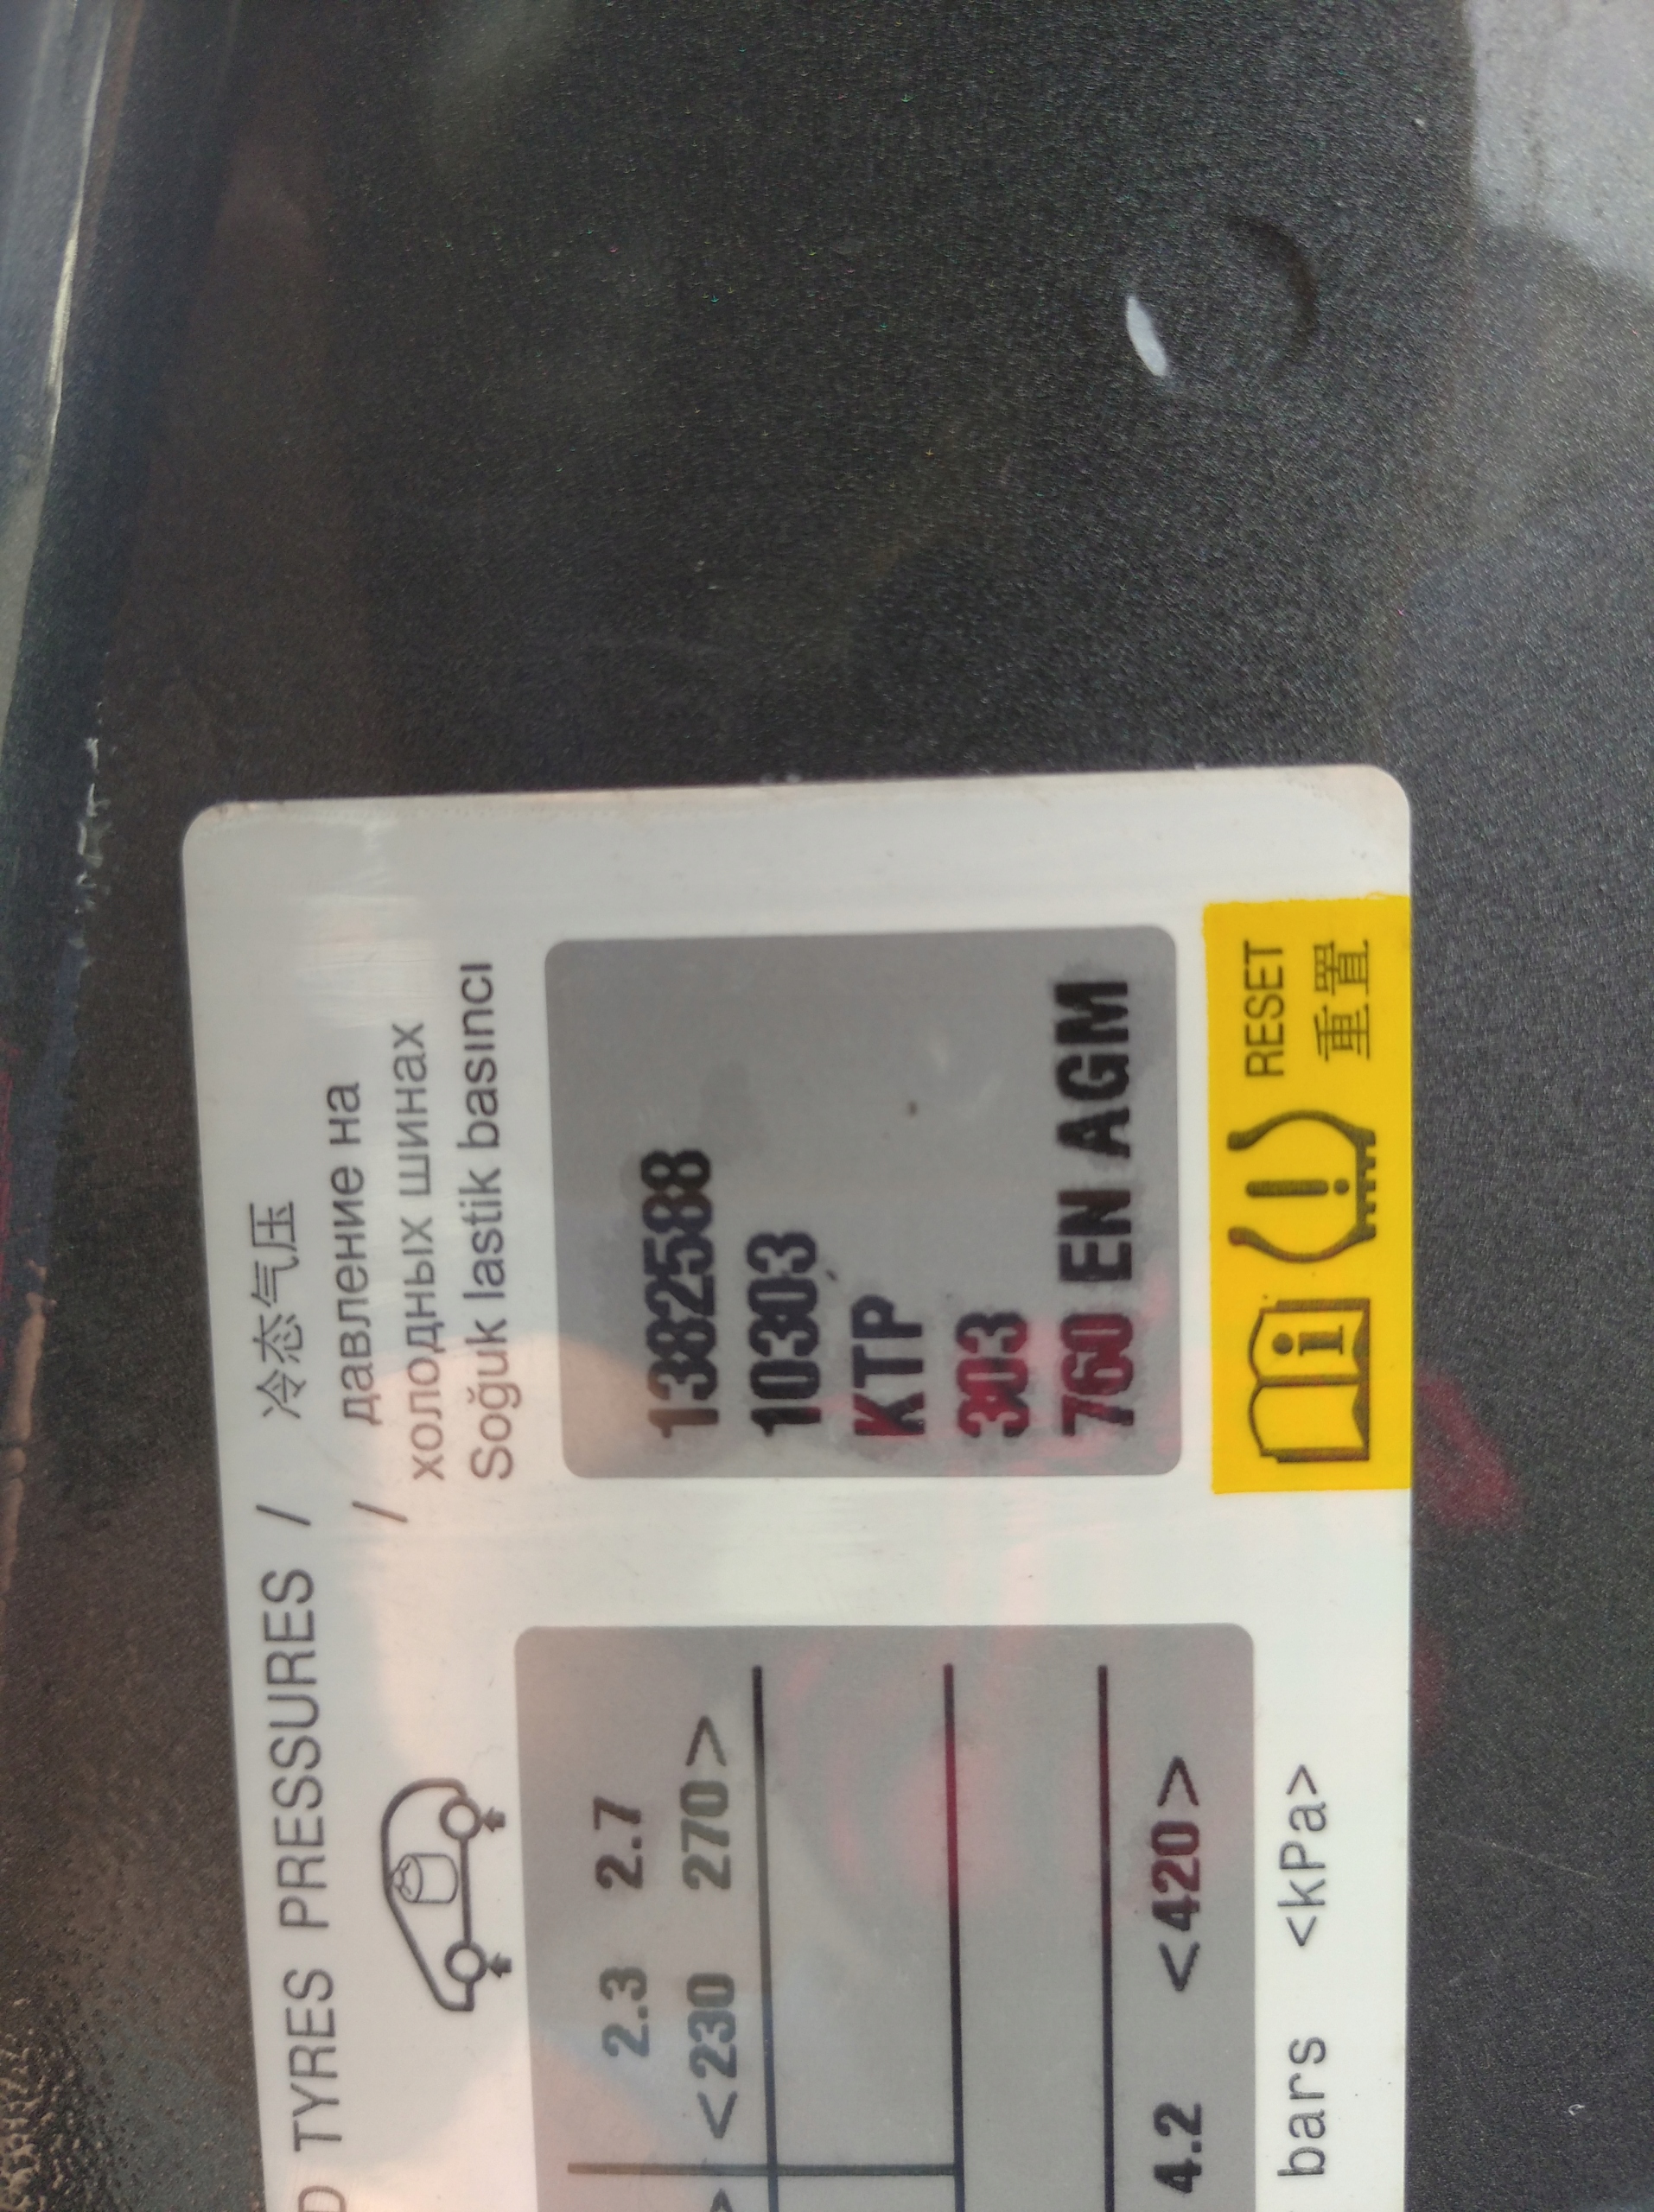 TYRES PRESSURES / 冷态气压
/ давление на
холодных шинах
Soğuk lastik basıncı
2.3 2.7
<230 270>
4.2 <420>
bars <kPa>
1382588
10303
KTP
303
760 EN AGM
i RESET
重置